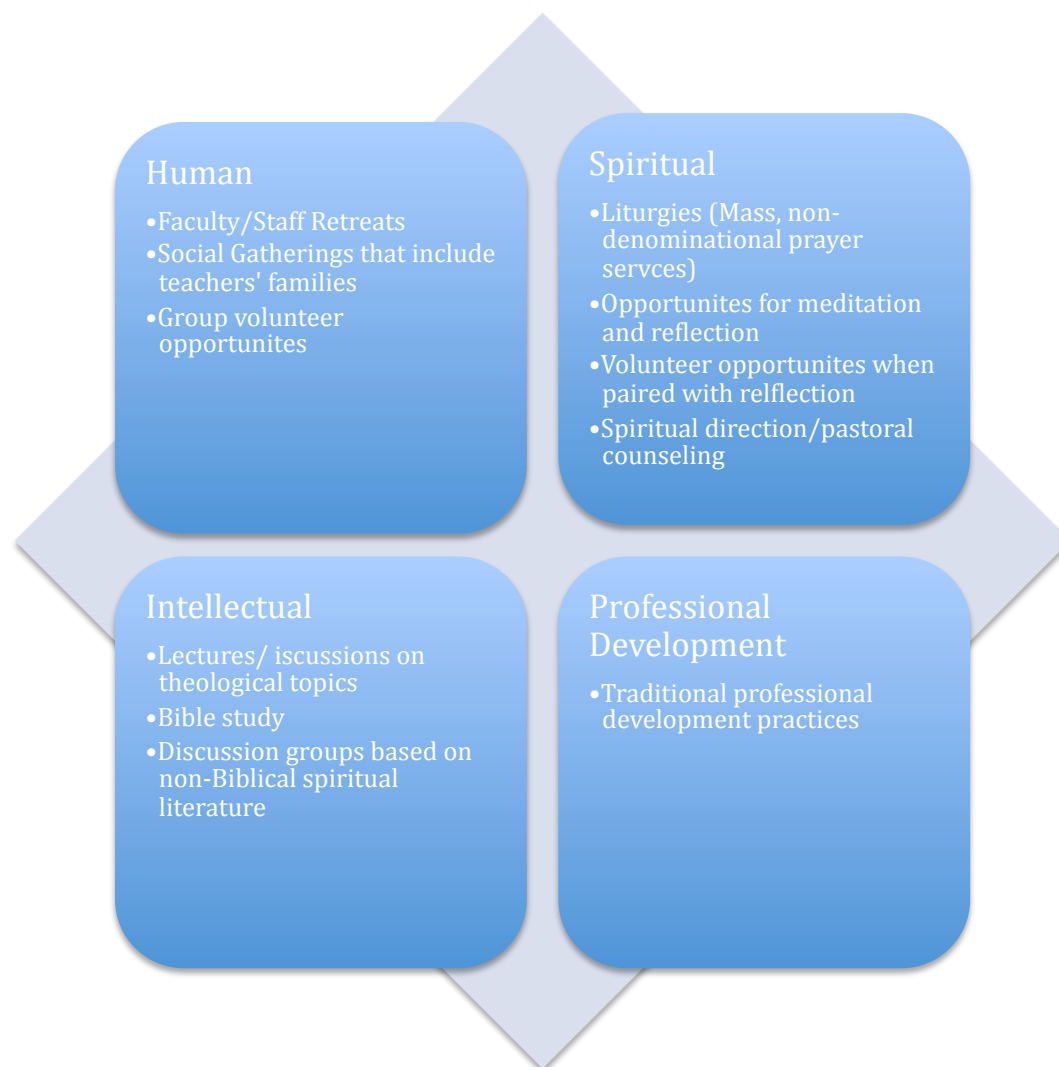 Human
•Faculty/Staff Retreats
•Social Gatherings that include
teachers' families
•Group volunteer
opportunites
Spiritual
•Liturgies (Mass, non-
denominational prayer
servces)
•Opportunites for meditation
and reflection
•Volunteer opportunites when
paired with relflection
•Spiritual direction/pastoral
counseling
Intellectual
•Lectures/ iscussions on
theological topics
•Bible study
•Discussion groups based on
non-Biblical spiritual
literature
Professional
Development
•Traditional professional
development practices